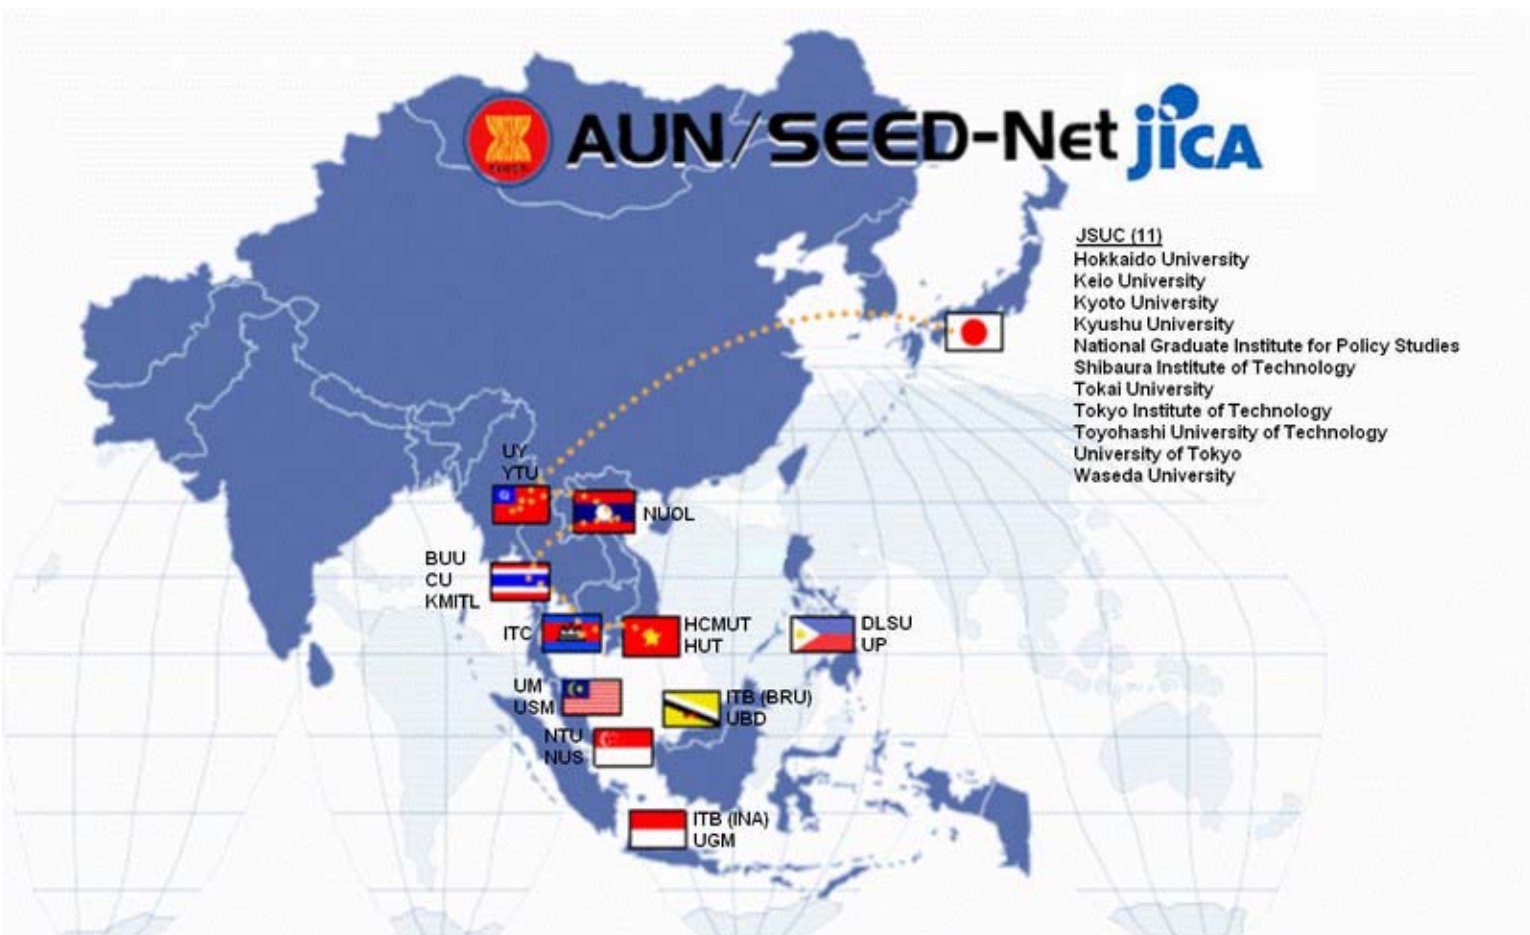 AUN/SEED-Net
jica
JSUC (11)
Hokkaido University
Keio University
Kyoto University
Kyushu University
National Graduate Institute for Policy Studies
Shibaura Institute of Technology
Tokai University
Tokyo Institute of Technology
Toyohashi University of Technology
University of Tokyo
Waseda University
UY
YTU
NUOL
BUU
CU
KMITL
ITC
HCMUT
HUT
DLSU
UP
UM
USM
ITB (BRU)
UBD
NTU
NUS
ITB (INA)
UGM